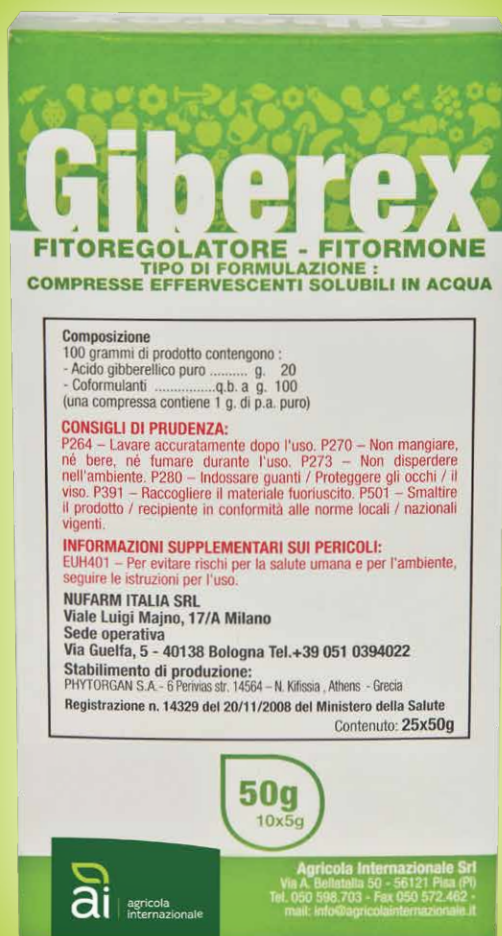 Giberex
FITOREGOLATORE - FITORMONE
TIPO DI FORMULAZIONE :
COMPRESSE EFFERVESCENTI SOLUBILI IN ACQUA
Composizione
100 grammi di prodotto contengono :
- Acido gibberellico puro .......... g. 20
- Coformulanti ................q.b. a g. 100
(una compressa contiene 1 g. di p.a. puro)
CONSIGLI DI PRUDENZA:
P264 – Lavare accuratamente dopo l'uso. P270 – Non mangiare,
né bere, né fumare durante l'uso. P273 – Non disperdere
nell'ambiente. P280 – Indossare guanti / Proteggere gli occhi / il
viso. P391 – Raccogliere il materiale fuoriuscito. P501 – Smaltire
il prodotto / recipiente in conformità alle norme locali / nazionali
vigenti.
INFORMAZIONI SUPPLEMENTARI SUI PERICOLI:
EUH401 – Per evitare rischi per la salute umana e per l'ambiente,
seguire le istruzioni per l'uso.
NUFARM ITALIA SRL
Viale Luigi Majno, 17/A Milano
Sede operativa
Via Guelfa, 5 - 40138 Bologna Tel.+39 051 0394022
Stabilimento di produzione:
PHYTORGAN S.A.- 6 Perivias str. 14564 – N. Kifissia , Athens - Grecia
Registrazione n. 14329 del 20/11/2008 del Ministero della Salute
Contenuto: 25x50g
50g
10x5g
ai agricola
internazionale
Agricola Internazionale Srl
Via A. Bellatalla 50 - 56121 Pisa (PI)
Tel. 050 598.703 - Fax 050 572.462 -
mail: info@agricolainternazionale.it